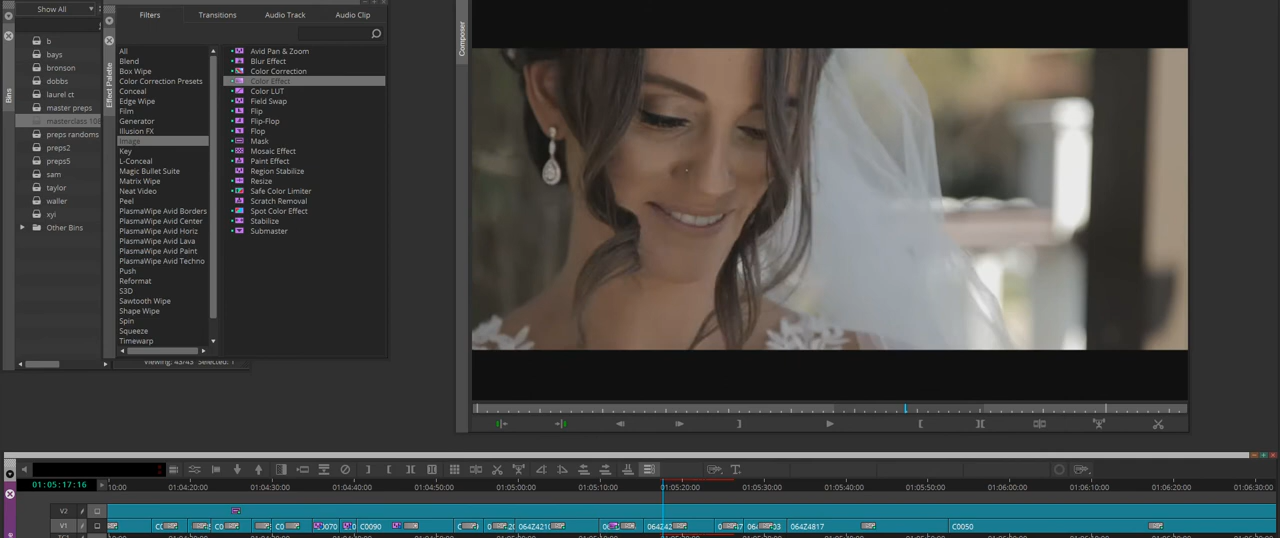 Show All
Bins
b
bays
bronson
dobbs
laurel ct
master preps
masterclass 108
preps randoms
preps2
preps5
sam
taylor
waller
xyi
Other Bins
Effect Palette
Filters
Transitions
Audio Track
Audio Clip
All
Blend
Box Wipe
Color Correction Presets
Conceal
Edge Wipe
Film
Generator
Illusion FX
Image
Key
L-Conceal
Magic Bullet Suite
Matrix Wipe
Neat Video
Peel
PlasmaWipe Avid Borders
PlasmaWipe Avid Center
PlasmaWipe Avid Horiz
PlasmaWipe Avid Lava
PlasmaWipe Avid Paint
PlasmaWipe Avid Techno
Push
Reformat
S3D
Sawtooth Wipe
Shape Wipe
Spin
Squeeze
Timewarp
Avid Pan & Zoom
Blur Effect
Color Correction
Color Effect
Color LUT
Field Swap
Flip
Flip-Flop
Flop
Mask
Mosaic Effect
Paint Effect
Region Stabilize
Resize
Safe Color Limiter
Scratch Removal
Spot Color Effect
Stabilize
Submaster
Viewing: 43/43 Selected: 1
Composer
01:05:17:16
10:00
01:04:20:00
01:04:30:00
01:04:40:00
01:04:50:00
01:05:00:00
01:05:10:00
01:05:20:00
01:05:30:00
01:05:40:00
01:05:50:00
01:06:00:00
01:06:10:00
01:06:20:00
01:06:30:00
V2
V1
C0090
064Z4210
064Z42
064Z4817
C0050